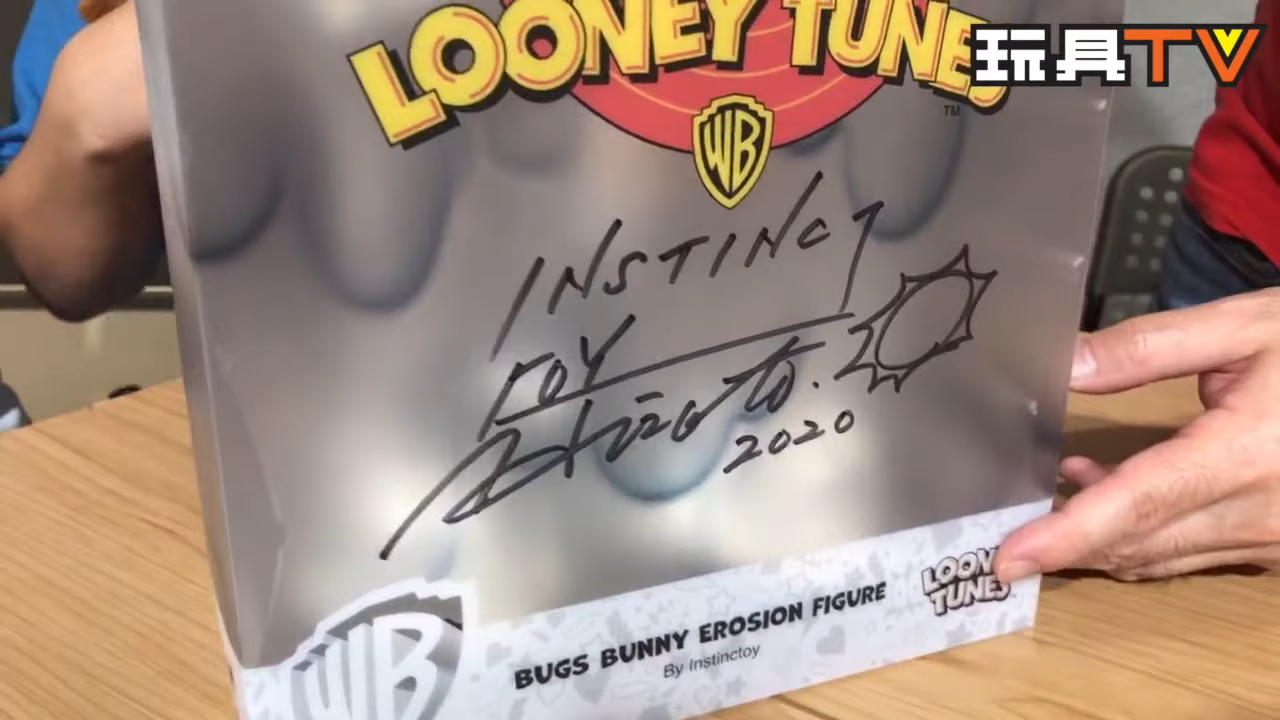 LOONEY TUNES
玩具TV
TM
WB
INSTINCT
TOY
2020
WB
BUGS BUNNY EROSION FIGURE
By Instinctoy
LOONEY
TUNES